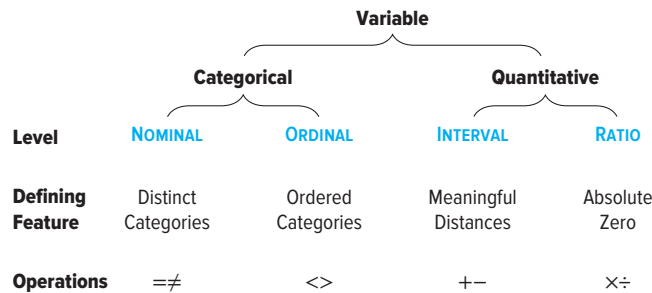 Variable
Categorical Quantitative
Level NOMINAL ORDINAL INTERVAL RATIO
Defining Distinct Ordered Meaningful Absolute
Feature Categories Categories Distances Zero
Operations =≠ <> +− ×÷